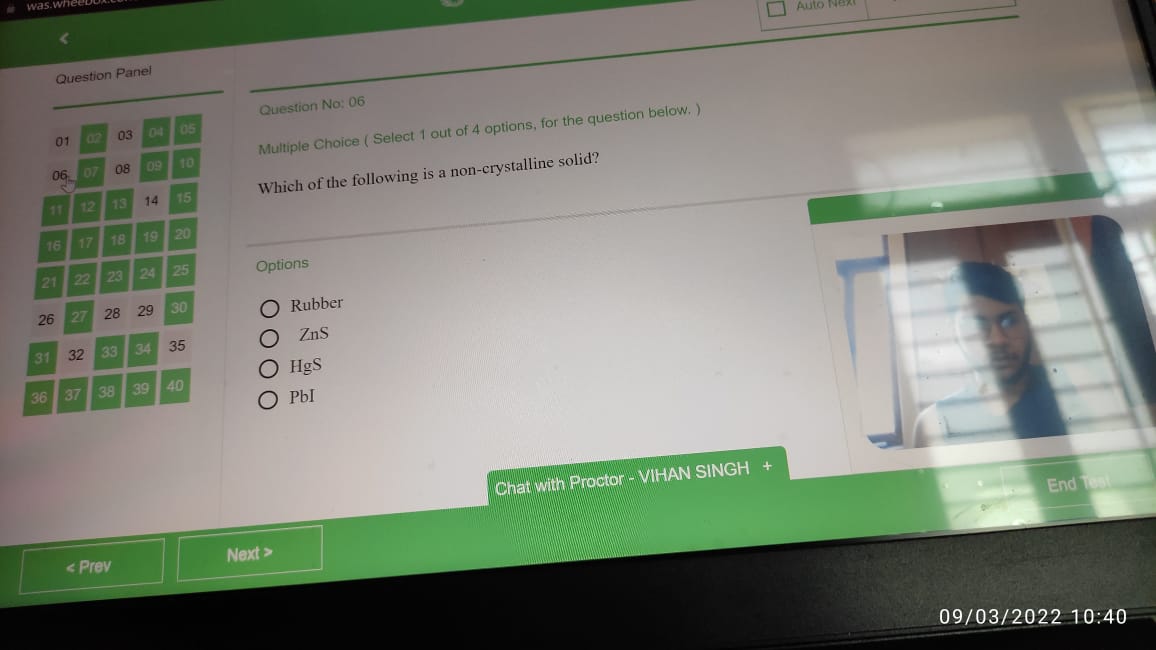 Auto Next
Question Panel
01 02 03 04 05
06 07 08 09 10
11 12 13 14 15
16 17 18 19 20
21 22 23 24 25
26 27 28 29 30
31 32 33 34 35
36 37 38 39 40
Question No: 06
Multiple Choice ( Select 1 out of 4 options, for the question below. )
Which of the following is a non-crystalline solid?
Options
Rubber
ZnS
HgS
PbI
Chat with Proctor - VIHAN SINGH +
End Test
< Prev
Next >
09/03/2022 10:40